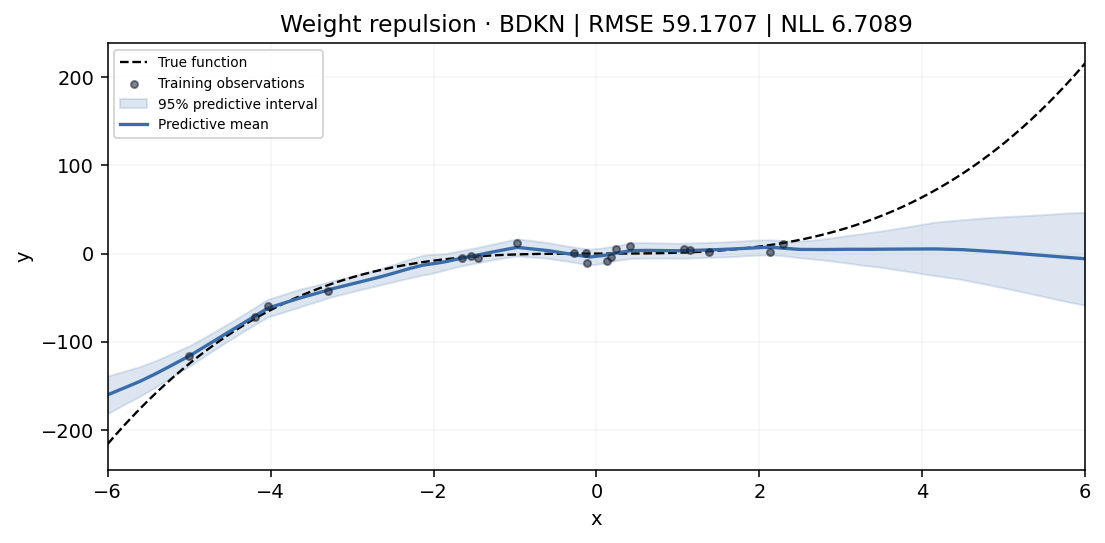 Weight repulsion · BDKN | RMSE 59.1707 | NLL 6.7089
True function
Training observations
95% predictive interval
Predictive mean
y
200
100
0
−100
−200
−6 −4 −2 0 2 4 6
x